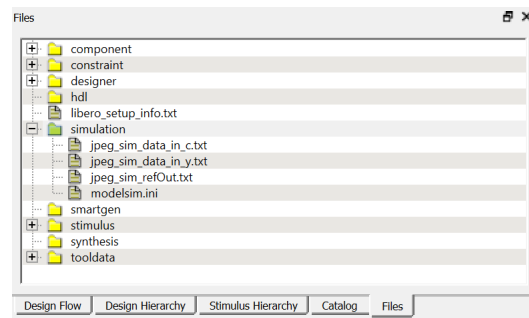 Files
component
constraint
designer
hdl
libero_setup_info.txt
simulation
jpeg_sim_data_in_c.txt
jpeg_sim_data_in_y.txt
jpeg_sim_refOut.txt
modelsim.ini
smartgen
stimulus
synthesis
tooldata
Design Flow Design Hierarchy Stimulus Hierarchy Catalog Files